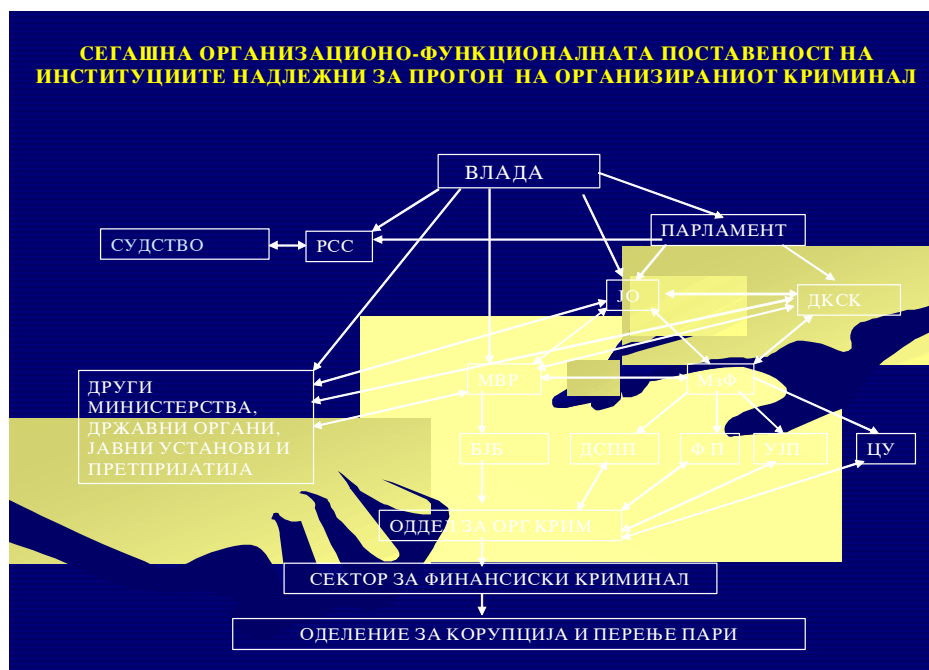 СЕГАШНА ОРГАНИЗАЦИОНО-ФУНКЦИОНАЛНАТА ПОСТАВЕНОСТ НА
ИНСТИТУЦИИТЕ НАДЛЕЖНИ ЗА ПРОГОН НА ОРГАНИЗИРАНИОТ КРИМИНАЛ
ВЛАДА
ПАРЛАМЕНТ
СУДСТВО
РСС
ЈО
ДКСК
МВР
МзФ
ДРУГИ
МИНИСТЕРСТВА,
ДРЖАВНИ ОРГАНИ,
ЈАВНИ УСТАНОВИ И
ПРЕТПРИЈАТИЈА
БЈБ
ДСПП
Ф П
УЈП
ЦУ
ОДДЕЛ ЗА ОРГ КРИМ
СЕКТОР ЗА ФИНАНСИСКИ КРИМИНАЛ
ОДЕЛЕНИЕ ЗА КОРУПЦИЈА И ПЕРЕЊЕ ПАРИ